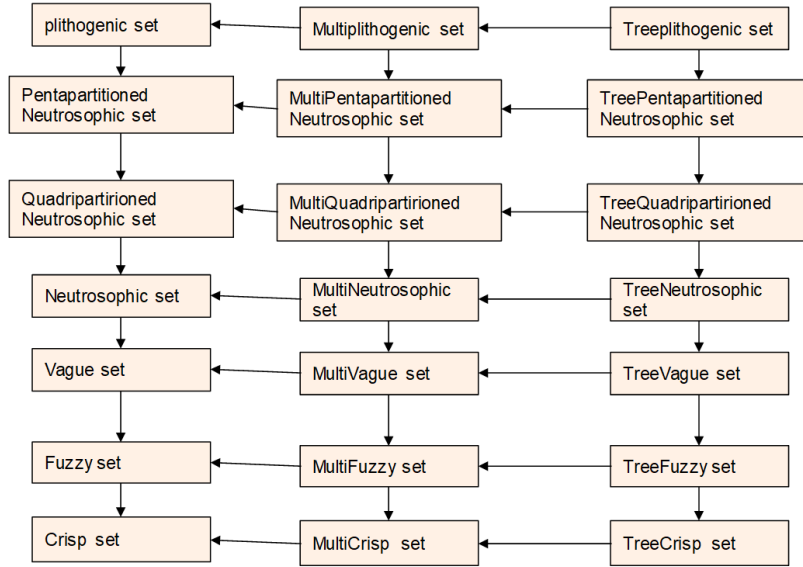 plithogenic set
Multiplithogenic set
Treeplithogenic set
Pentapartitioned
Neutrosophic set
MultiPentapartitioned
Neutrosophic set
TreePentapartitioned
Neutrosophic set
Quadripartirioned
Neutrosophic set
MultiQuadripartirioned
Neutrosophic set
TreeQuadripartirioned
Neutrosophic set
Neutrosophic set
MultiNeutrosophic
set
TreeNeutrosophic
set
Vague set
MultiVague set
TreeVague set
Fuzzy set
MultiFuzzy set
TreeFuzzy set
Crisp set
MultiCrisp set
TreeCrisp set